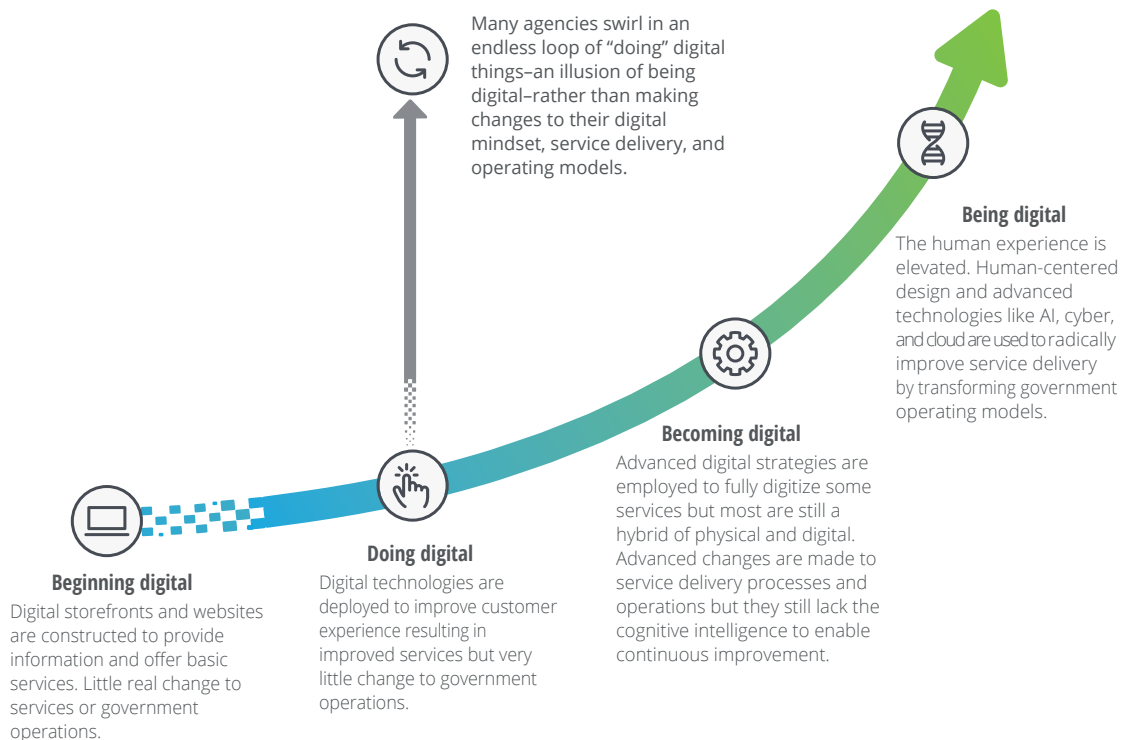 Many agencies swirl in an
endless loop of “doing” digital
things–an illusion of being
digital–rather than making
changes to their digital
mindset, service delivery, and
operating models.
Beginning digital
Digital storefronts and websites
are constructed to provide
information and offer basic
services. Little real change to
services or government
operations.
Doing digital
Digital technologies are
deployed to improve customer
experience resulting in
improved services but very
little change to government
operations.
Becoming digital
Advanced digital strategies are
employed to fully digitize some
services but most are still a
hybrid of physical and digital.
Advanced changes are made to
service delivery processes and
operations but they still lack the
cognitive intelligence to enable
continuous improvement.
Being digital
The human experience is
elevated. Human-centered
design and advanced
technologies like AI, cyber,
and cloud are used to radically
improve service delivery
by transforming government
operating models.